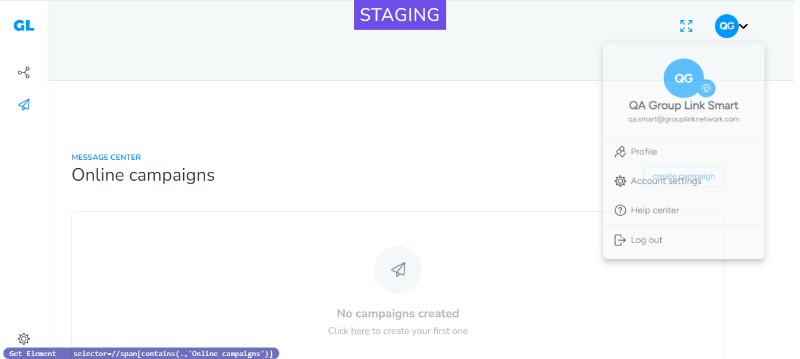 GL
STAGING
QG
QG
QA Group Link Smart
qa.smart@grouplinknetwork.com
Profile
create campaign
Account settings
Help center
Log out
MESSAGE CENTER
Online campaigns
No campaigns created
Click here to create your first one
Get Element selector=//span[contains(.,'Online campaigns')]